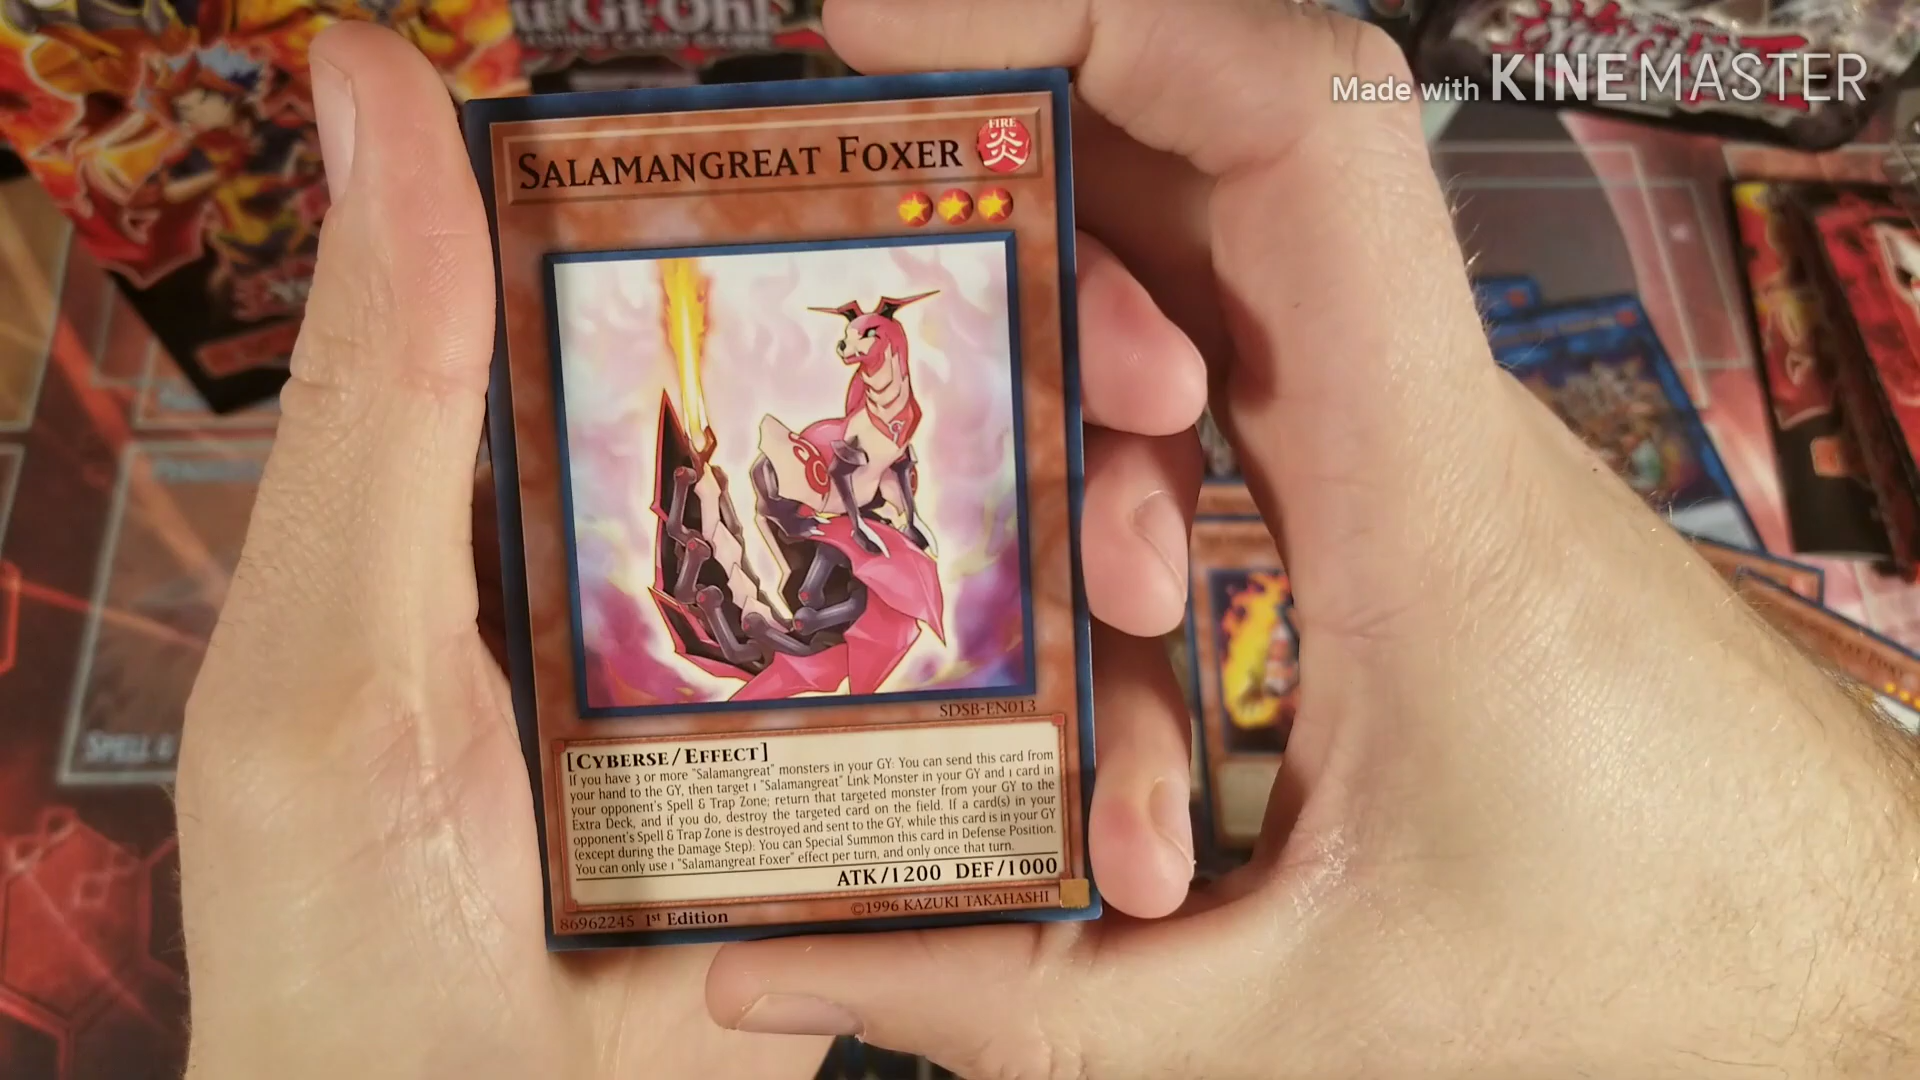 Made with KINEMASTER
Yu-Gi-Oh!
TRADING CARD GAME
SALAMANGREAT FOXER
FIRE
炎
SDSB-EN013
[CYBERSE/EFFECT]
If you have 3 or more "Salamangreat" monsters in your GY: You can send this card from
your hand to the GY, then target 1 "Salamangreat" Link Monster in your GY and 1 card in
your opponent's Spell & Trap Zone; return that targeted monster from your GY to the
Extra Deck, and if you do, destroy the targeted card on the field. If a card(s) in your
opponent's Spell & Trap Zone is destroyed and sent to the GY, while this card is in your GY
(except during the Damage Step): You can Special Summon this card in Defense Position.
You can only use 1 "Salamangreat Foxer" effect per turn, and only once that turn.
ATK/1200 DEF/1000
86962245 1st Edition
©1996 KAZUKI TAKAHASHI
SPELL &